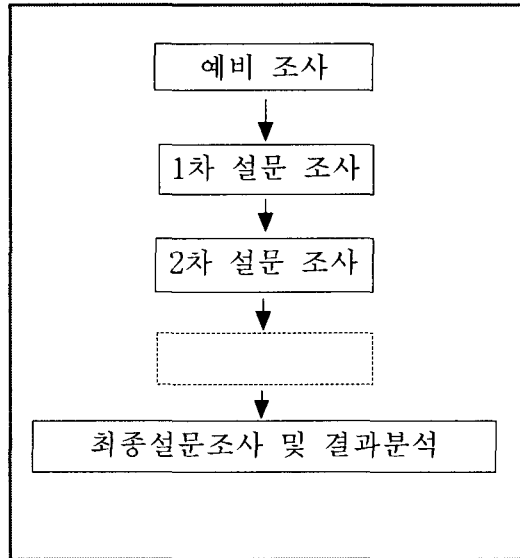 예비 조사
1차 설문 조사
2차 설문 조사
최종설문조사 및 결과분석